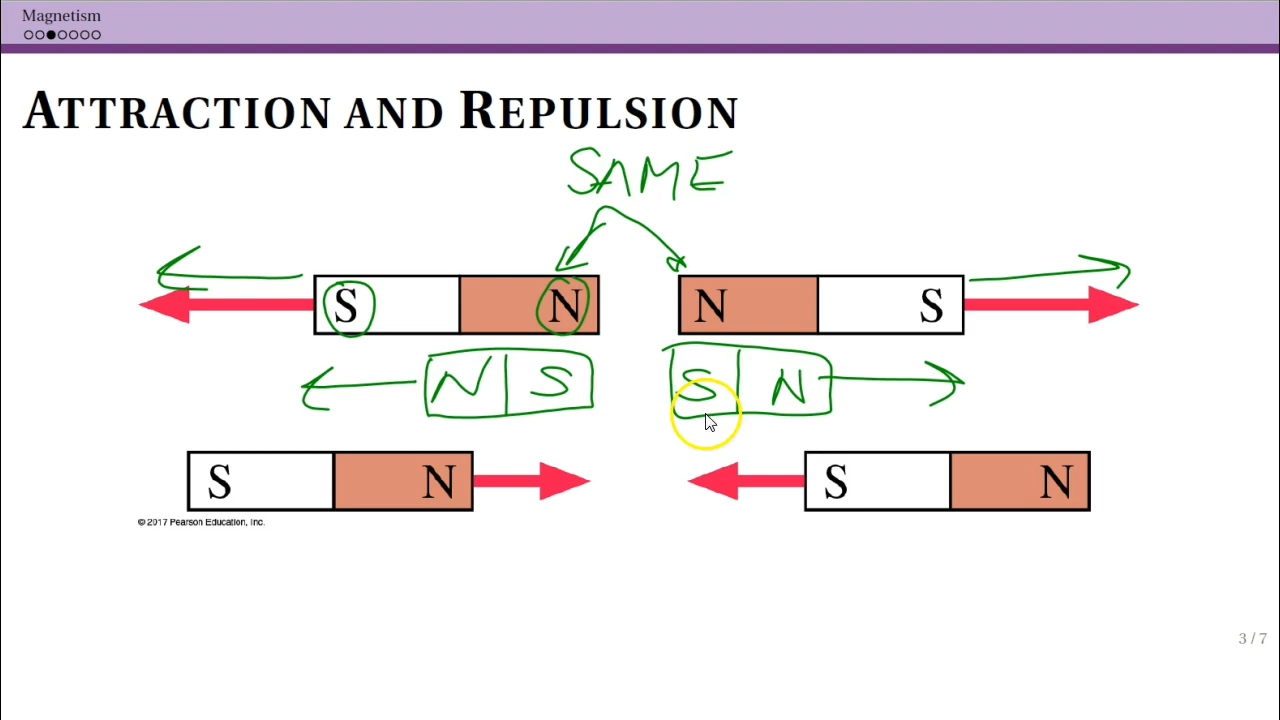 Magnetism
ATTRACTION AND REPULSION
SAME
S N N S
N S S N
S N S N
© 2017 Pearson Education, Inc.
3 / 7